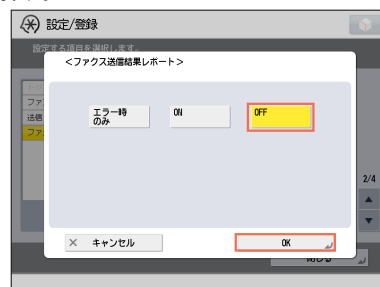 設定/登録
設定する項目を選択します。
<ファクス送信結果レポート>
ファ
送信
ファ
エラー時
のみ
ON
OFF
2/4
× キャンセル
OK
閉じる